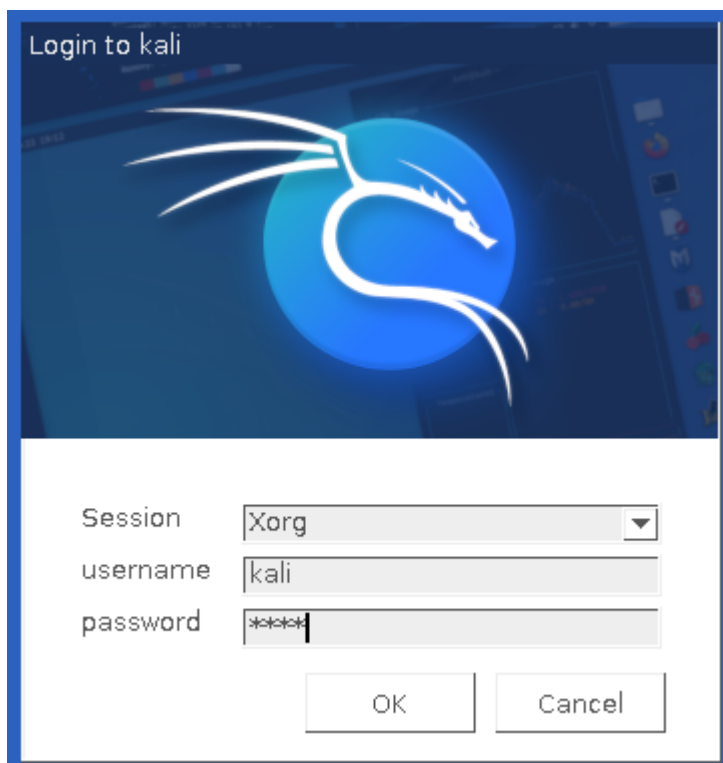 Login to kali
Session Xorg
username kali
password ****
OK Cancel